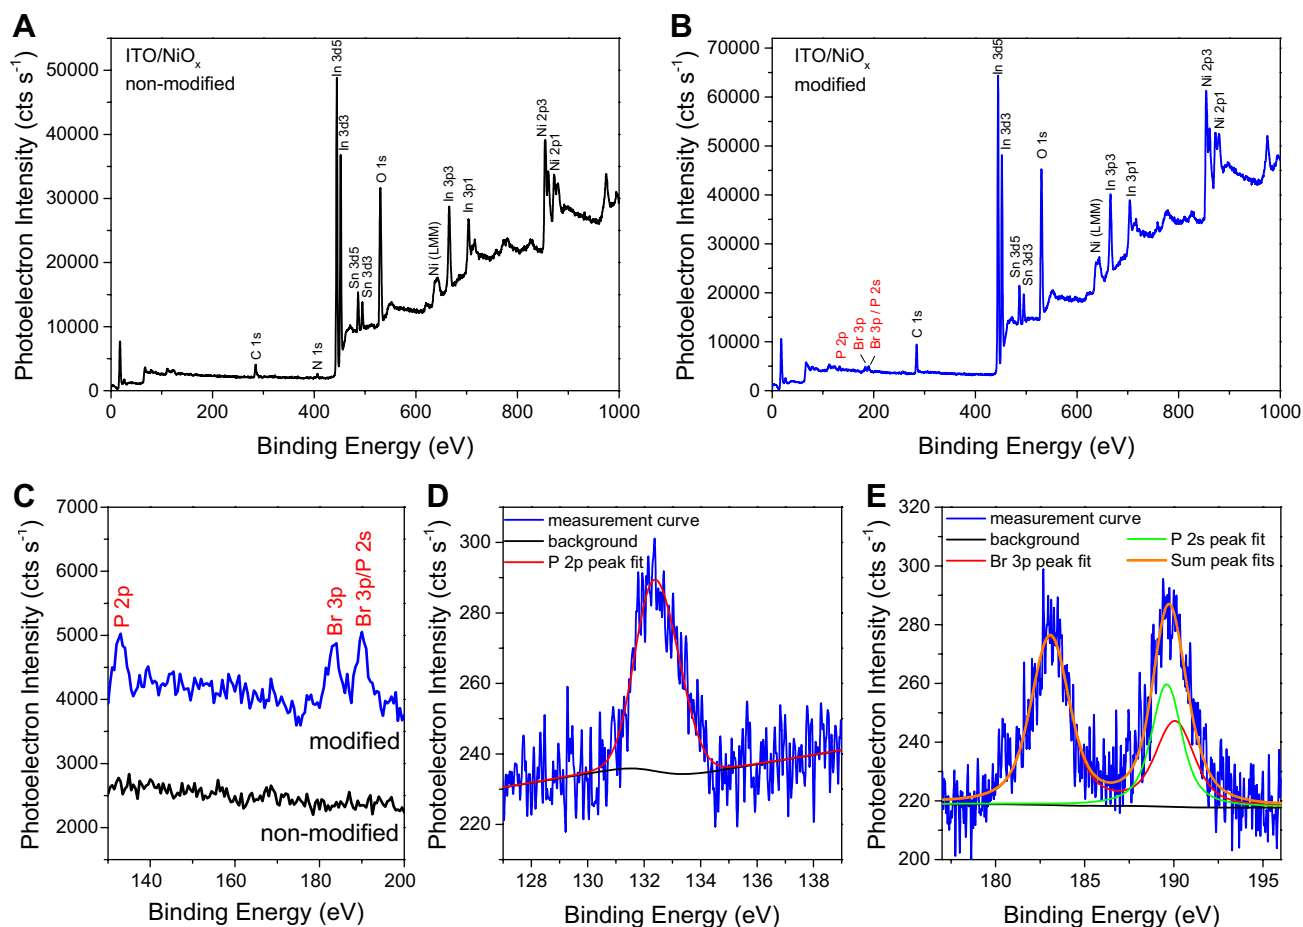 A
ITO/NiOx
non-modified
In 3d5
In 3d3
Sn 3d5
Sn 3d3
O 1s
C 1s
N 1s
Ni (LMM)
In 3p3
In 3p1
Ni 2p3
Ni 2p1
50000
40000
30000
20000
10000
0
0 200 400 600 800 1000
Photoelectron Intensity (cts s-1)
Binding Energy (eV)
B
ITO/NiOx
modified
In 3d5
In 3d3
Sn 3d5
Sn 3d3
O 1s
C 1s
P 2p
Br 3p
Br 3p / P 2s
Ni (LMM)
In 3p3
In 3p1
Ni 2p3
Ni 2p1
70000
60000
50000
40000
30000
20000
10000
0
0 200 400 600 800 1000
Photoelectron Intensity (cts s-1)
Binding Energy (eV)
C
P 2p
Br 3p
Br 3p/P 2s
modified
non-modified
7000
6000
5000
4000
3000
2000
140 160 180 200
Photoelectron Intensity (cts s-1)
Binding Energy (eV)
D
measurement curve
background
P 2p peak fit
300
280
260
240
220
128 130 132 134 136 138
Photoelectron Intensity (cts s-1)
Binding Energy (eV)
E
measurement curve
background
Br 3p peak fit
P 2s peak fit
Sum peak fits
320
300
280
260
240
220
200
180 185 190 195
Photoelectron Intensity (cts s-1)
Binding Energy (eV)